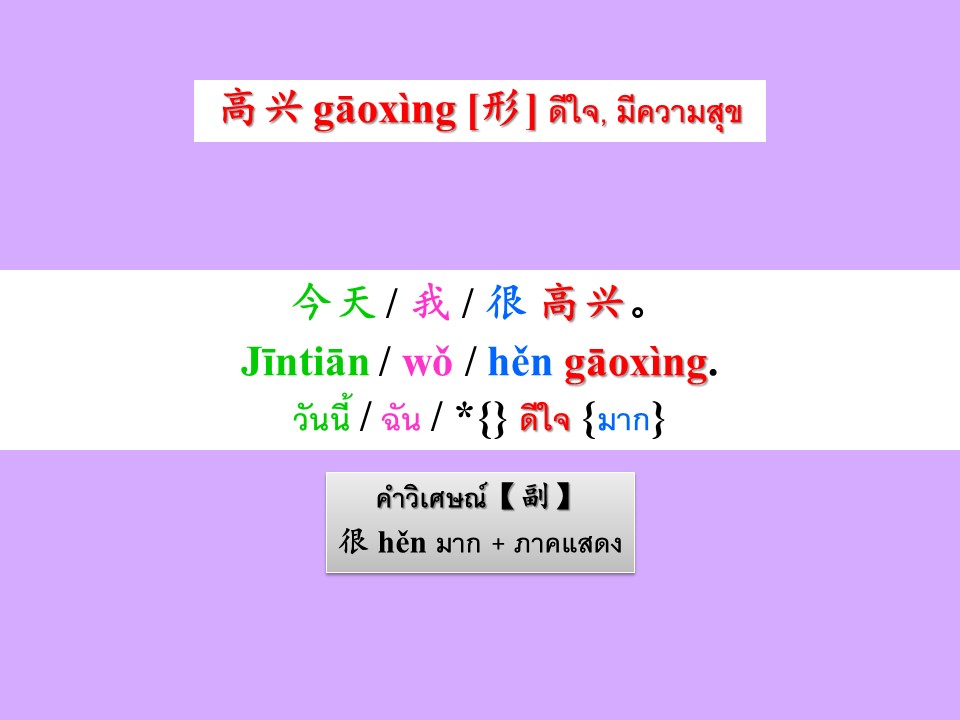 高兴 gāoxìng [形] ดีใจ, มีความสุข
今天 / 我 / 很 高兴。
Jīntiān / wǒ / hěn gāoxìng.
วันนี้ / ฉัน / *{} ดีใจ {มาก}
คำวิเศษณ์【副】
很 hěn มาก + ภาคแสดง